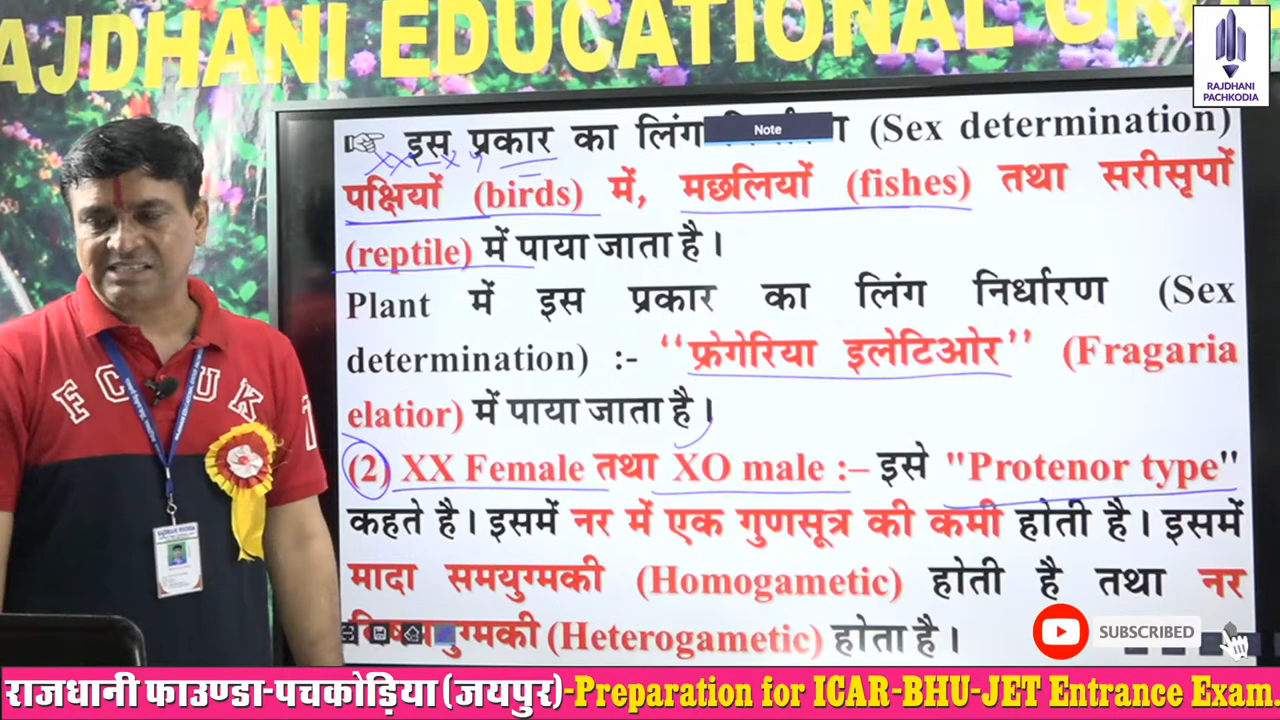 AJDHANI EDUCATIONAL GR
RAJDHANI
PACHKODIA
Note
इस प्रकार का लिंग (Sex determination)
पक्षियों (birds) में, मछलियों (fishes) तथा सरीसृपों
(reptile) में पाया जाता है।
Plant में इस प्रकार का लिंग निर्धारण (Sex
determination) :- ‘‘फ्रेगेरिया इलेटिओर’’ (Fragaria
elatior) में पाया जाता है।
(2) XX Female तथा XO male :– इसे "Protenor type"
कहते है। इसमें नर में एक गुणसूत्र की कमी होती है। इसमें
मादा समयुग्मकी (Homogametic) होती है तथा नर
(Heterogametic) होता है।
FCUK
SUBSCRIBED
राजधानी फाउण्डा-पचकोड़िया (जयपुर)-Preparation for ICAR-BHU-JET Entrance Exam.